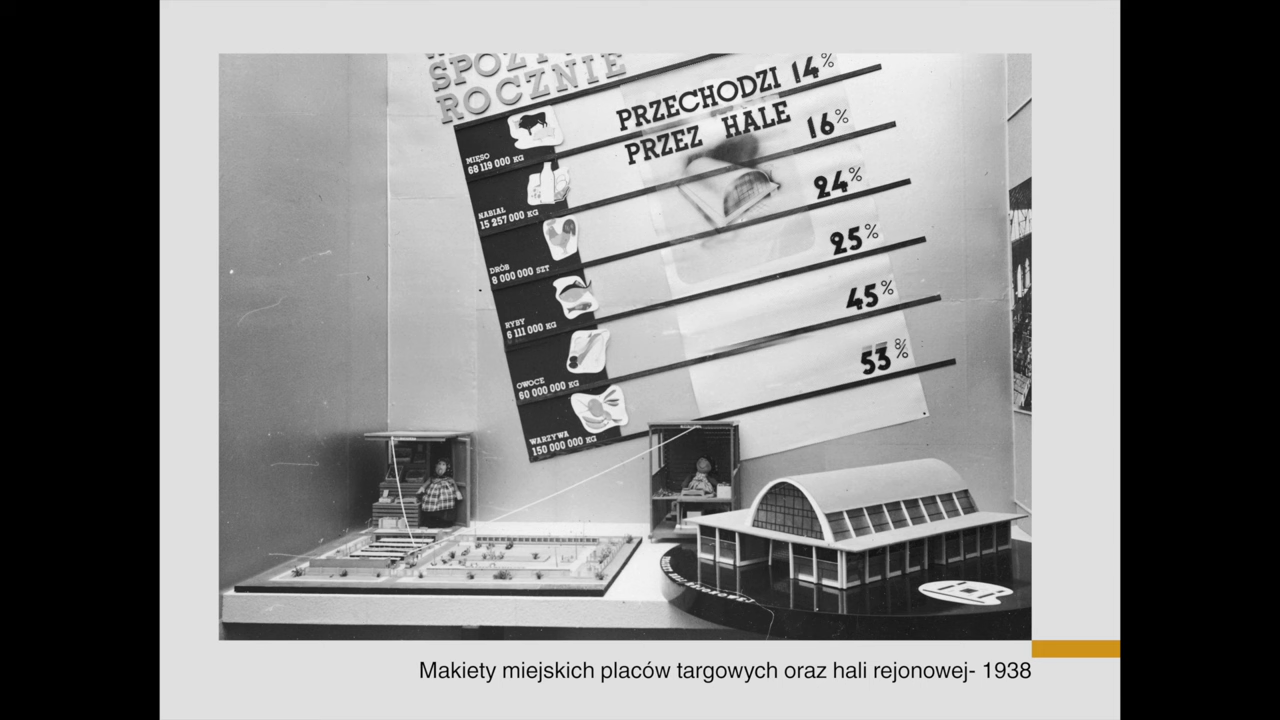 ROCZNIE
PRZECHODZI 14%
PRZEZ HALE 16%
MIĘSO
68 119 000 KG
24%
NABIAŁ
15 257 000 KG
25%
DRÓB
8 000 000 SZT
45%
RYBY
6 111 000 KG
53%
OWOCE
60 000 000 KG
WARZYWA
150 000 000 KG
Makiety miejskich placów targowych oraz hali rejonowej- 1938